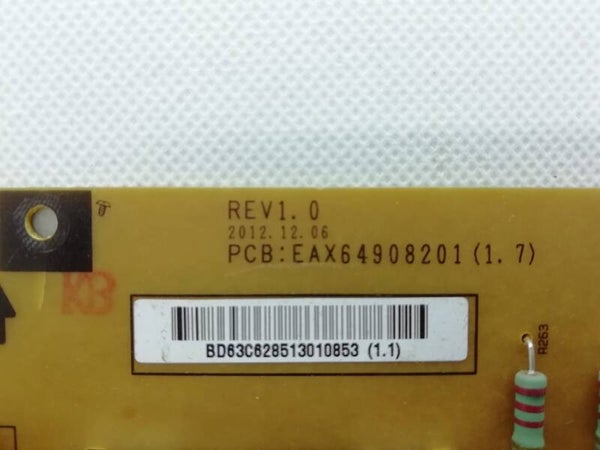 REV1.0
2012.12.06
PCB:EAX64908201(1.7)
KB
BD63C628513010853 (1.1)
R263